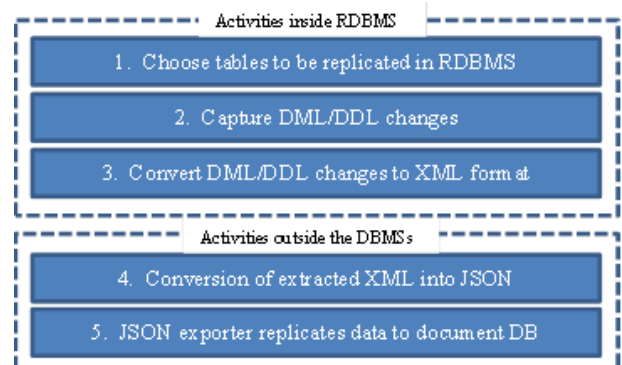 Activities inside RDBMS
1. Choose tables to be replicated in RDBMS
2. Capture DML/DDL changes
3. Convert DML/DDL changes to XML format
Activities outside the DBMSs
4. Conversion of extracted XML into JSON
5. JSON exporter replicates data to document DB